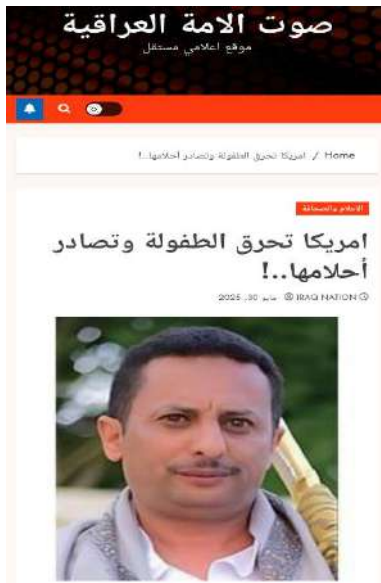 صوت الامة العراقية
موقع اعلامي مستقل
Home / امريكا تحرق الطفولة وتصادر أحلامها..!
الاعلام والصحافة
امريكا تحرق الطفولة وتصادر
أحلامها..!
IRAQ NATION مايو 30, 2025